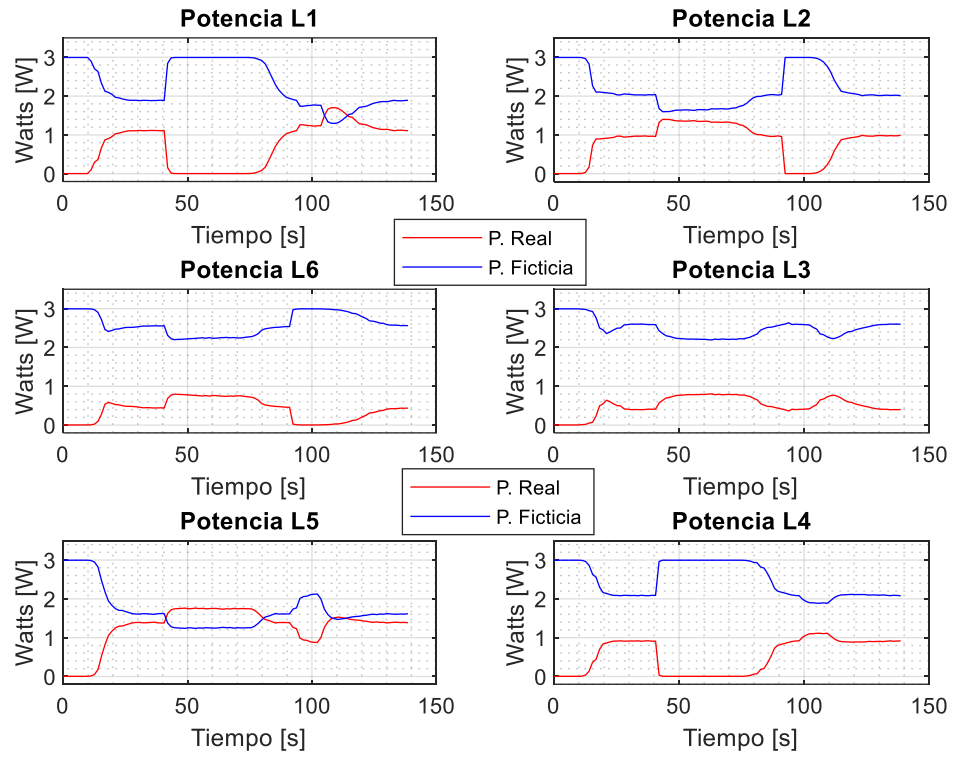 Potencia L1
Watts [W]
3
2
1
0
0 50 100 150
Tiempo [s]
Potencia L2
Watts [W]
3
2
1
0
0 50 100 150
Tiempo [s]
P. Real
P. Ficticia
Potencia L6
Watts [W]
3
2
1
0
0 50 100 150
Tiempo [s]
Potencia L3
Watts [W]
3
2
1
0
0 50 100 150
Tiempo [s]
P. Real
P. Ficticia
Potencia L5
Watts [W]
3
2
1
0
0 50 100 150
Tiempo [s]
Potencia L4
Watts [W]
3
2
1
0
0 50 100 150
Tiempo [s]